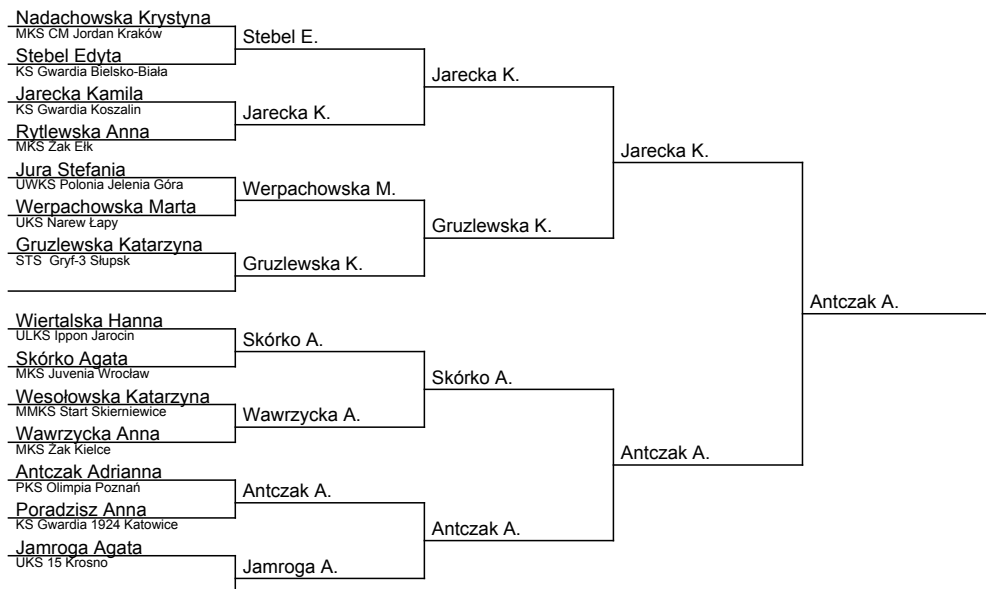 Nadachowska Krystyna
MKS CM Jordan Kraków
Stebel E.
Stebel Edyta
KS Gwardia Bielsko-Biała
Jarecka K.
Jarecka Kamila
KS Gwardia Koszalin
Jarecka K.
Rytlewska Anna
MKS Żak Ełk
Jarecka K.
Jura Stefania
UWKS Polonia Jelenia Góra
Werpachowska M.
Werpachowska Marta
UKS Narew Łapy
Gruzlewska K.
Gruzlewska Katarzyna
STS Gryf-3 Słupsk
Gruzlewska K.
Antczak A.
Wiertalska Hanna
ULKS Ippon Jarocin
Skórko A.
Skórko Agata
MKS Juvenia Wrocław
Skórko A.
Wesołowska Katarzyna
MMKS Start Skierniewice
Wawrzycka A.
Wawrzycka Anna
MKS Żak Kielce
Antczak A.
Antczak Adrianna
PKS Olimpia Poznań
Antczak A.
Poradzisz Anna
KS Gwardia 1924 Katowice
Antczak A.
Jamroga Agata
UKS 15 Krosno
Jamroga A.